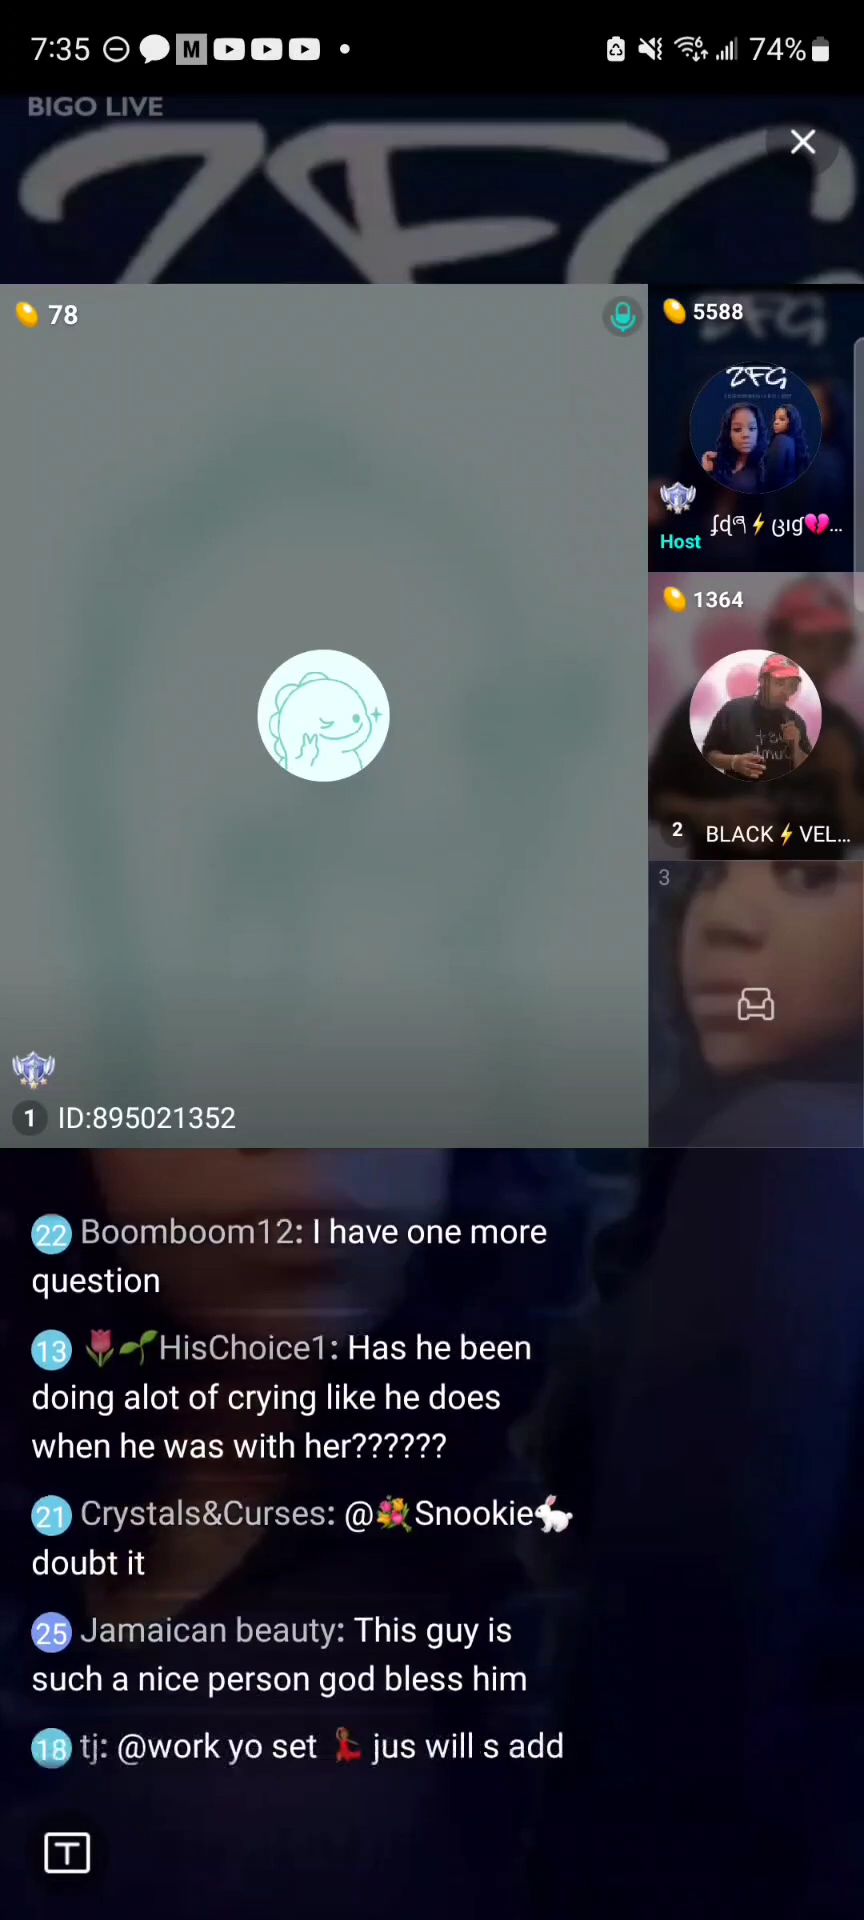 7:35
M
74%
BIGO LIVE
ZFG
78
5588
ZFG
Host
1364
2 BLACK⚡VEL...
3
1 ID:895021352
22 Boomboom12: I have one more
question
13 🌷🌱HisChoice1: Has he been
doing alot of crying like he does
when he was with her??????
21 Crystals&Curses: @💐Snookie🐇
doubt it
25 Jamaican beauty: This guy is
such a nice person god bless him
18 tj: @work yo set 💃 jus will s add
T